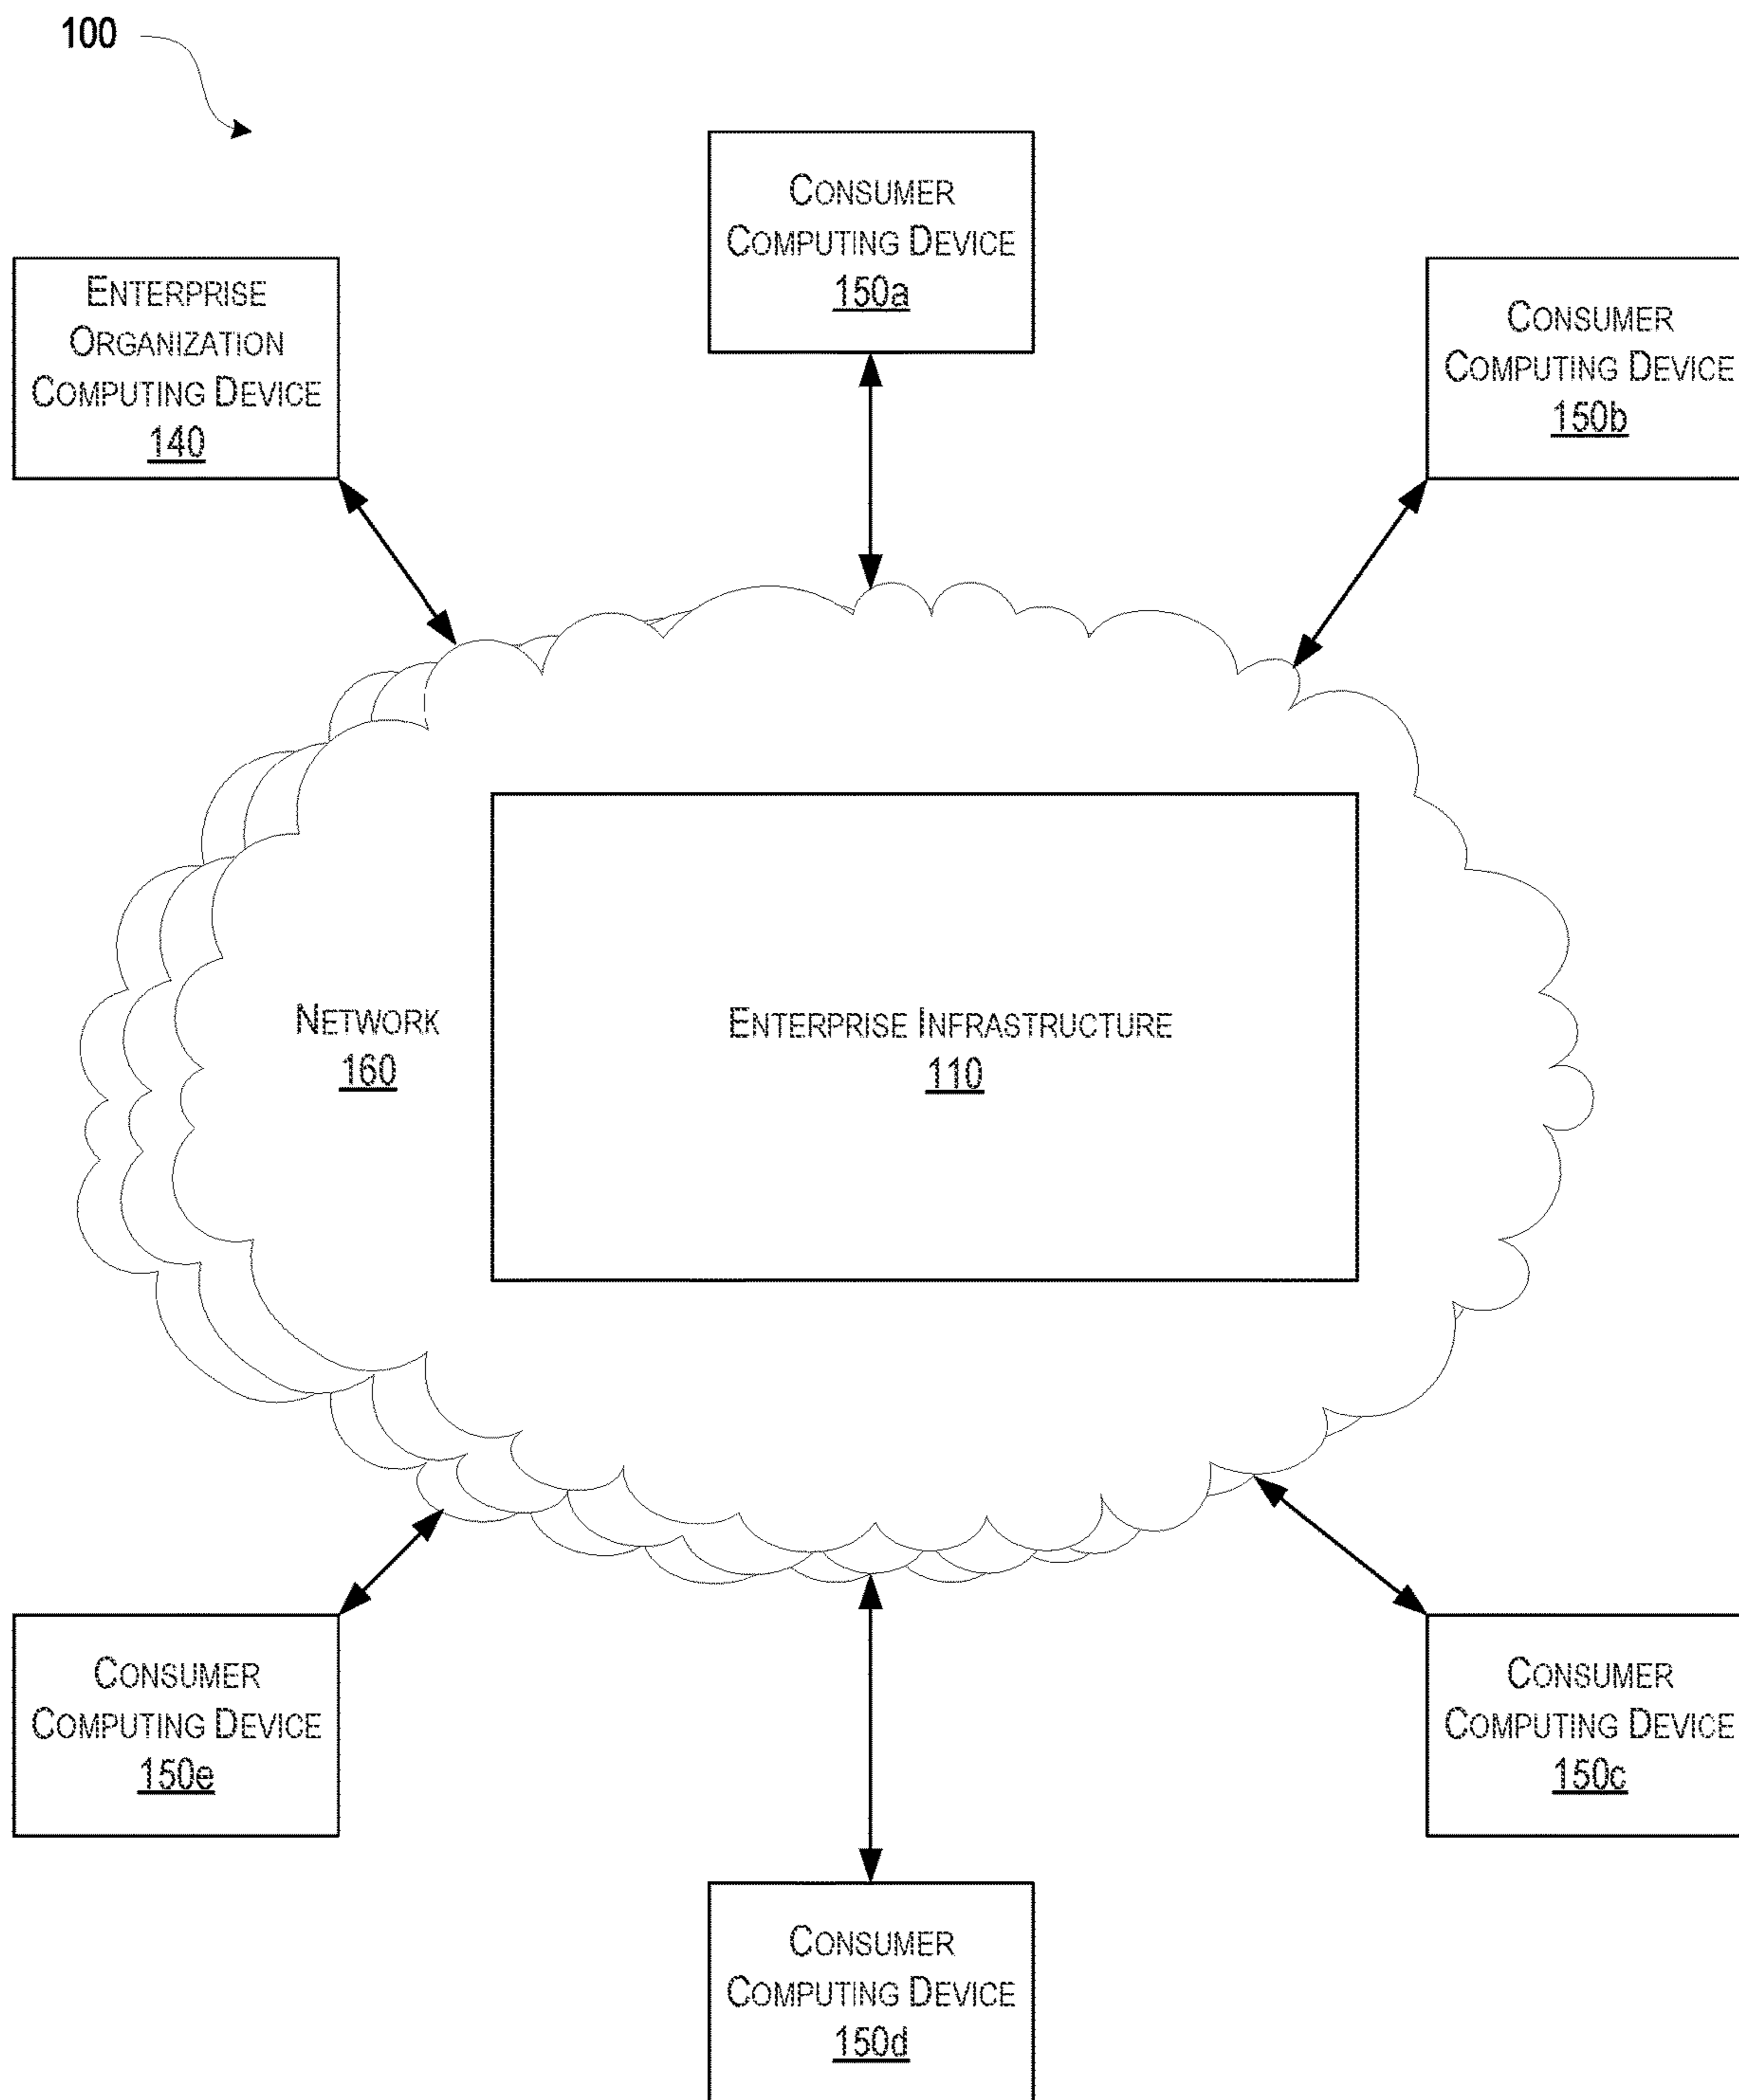 100
CONSUMER
COMPUTING DEVICE
150a
ENTERPRISE
ORGANIZATION
COMPUTING DEVICE
140
CONSUMER
COMPUTING DEVICE
150b
NETWORK
160
ENTERPRISE INFRASTRUCTURE
110
CONSUMER
COMPUTING DEVICE
150e
CONSUMER
COMPUTING DEVICE
150c
CONSUMER
COMPUTING DEVICE
150d